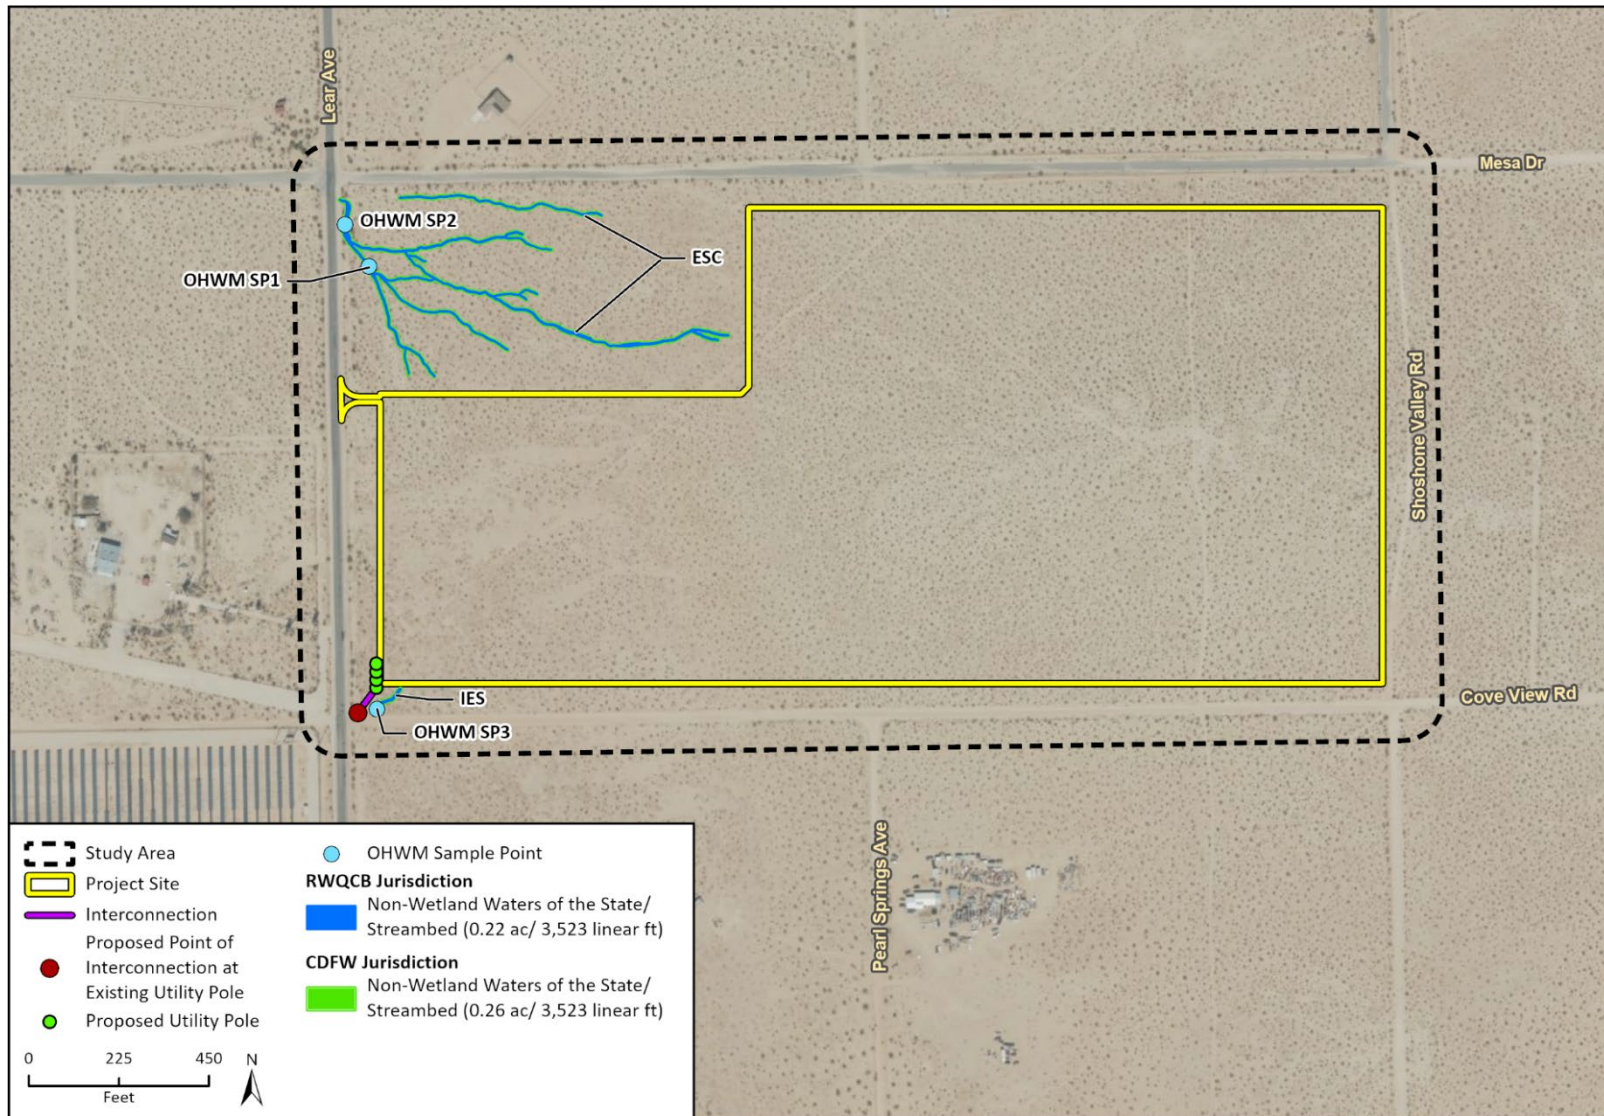 Lear Ave
Mesa Dr
OHWM SP2
ESC
OHWM SP1
Shoshone Valley Rd
IES
Cove View Rd
OHWM SP3
Pearl Springs Ave
Study Area
Project Site
Interconnection
Proposed Point of
Interconnection at
Existing Utility Pole
Proposed Utility Pole
0 225 450
Feet
N
OHWM Sample Point
RWQCB Jurisdiction
Non-Wetland Waters of the State/
Streambed (0.22 ac/ 3,523 linear ft)
CDFW Jurisdiction
Non-Wetland Waters of the State/
Streambed (0.26 ac/ 3,523 linear ft)